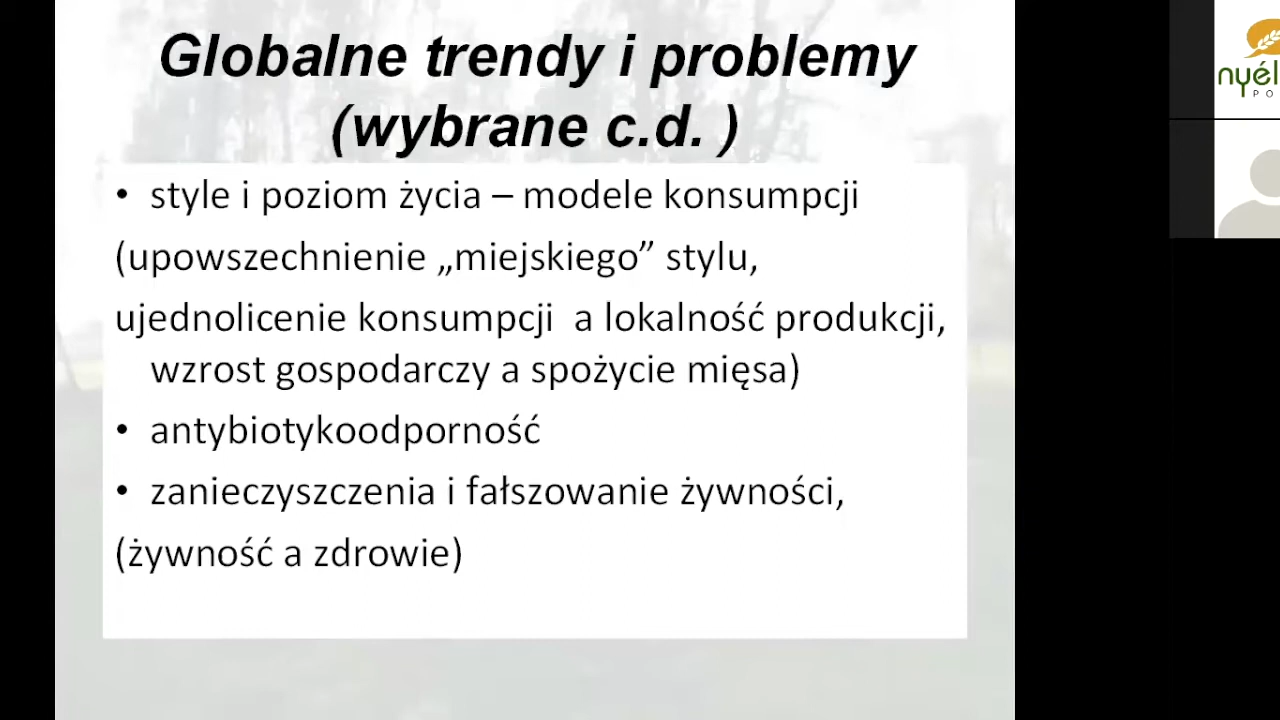 Globalne trendy i problemy
(wybrane c.d. )
• style i poziom życia – modele konsumpcji
(upowszechnienie „miejskiego” stylu,
ujednolicenie konsumpcji  a lokalność produkcji,
wzrost gospodarczy a spożycie mięsa)
• antybiotykoodporność
• zanieczyszczenia i fałszowanie żywności,
(żywność a zdrowie)
nyél
PO